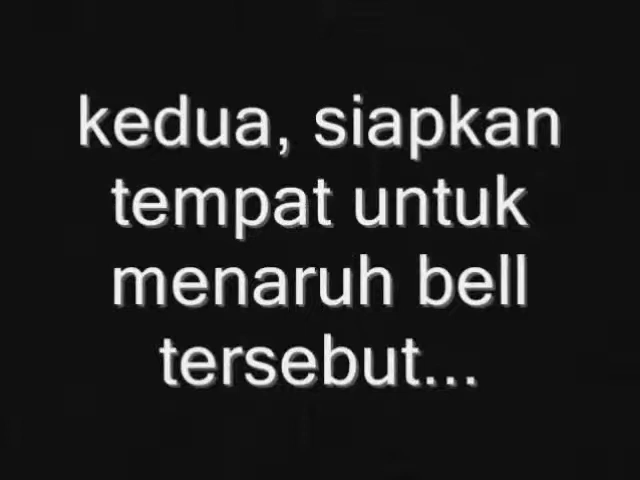 kedua, siapkan
tempat untuk
menaruh bell
tersebut...